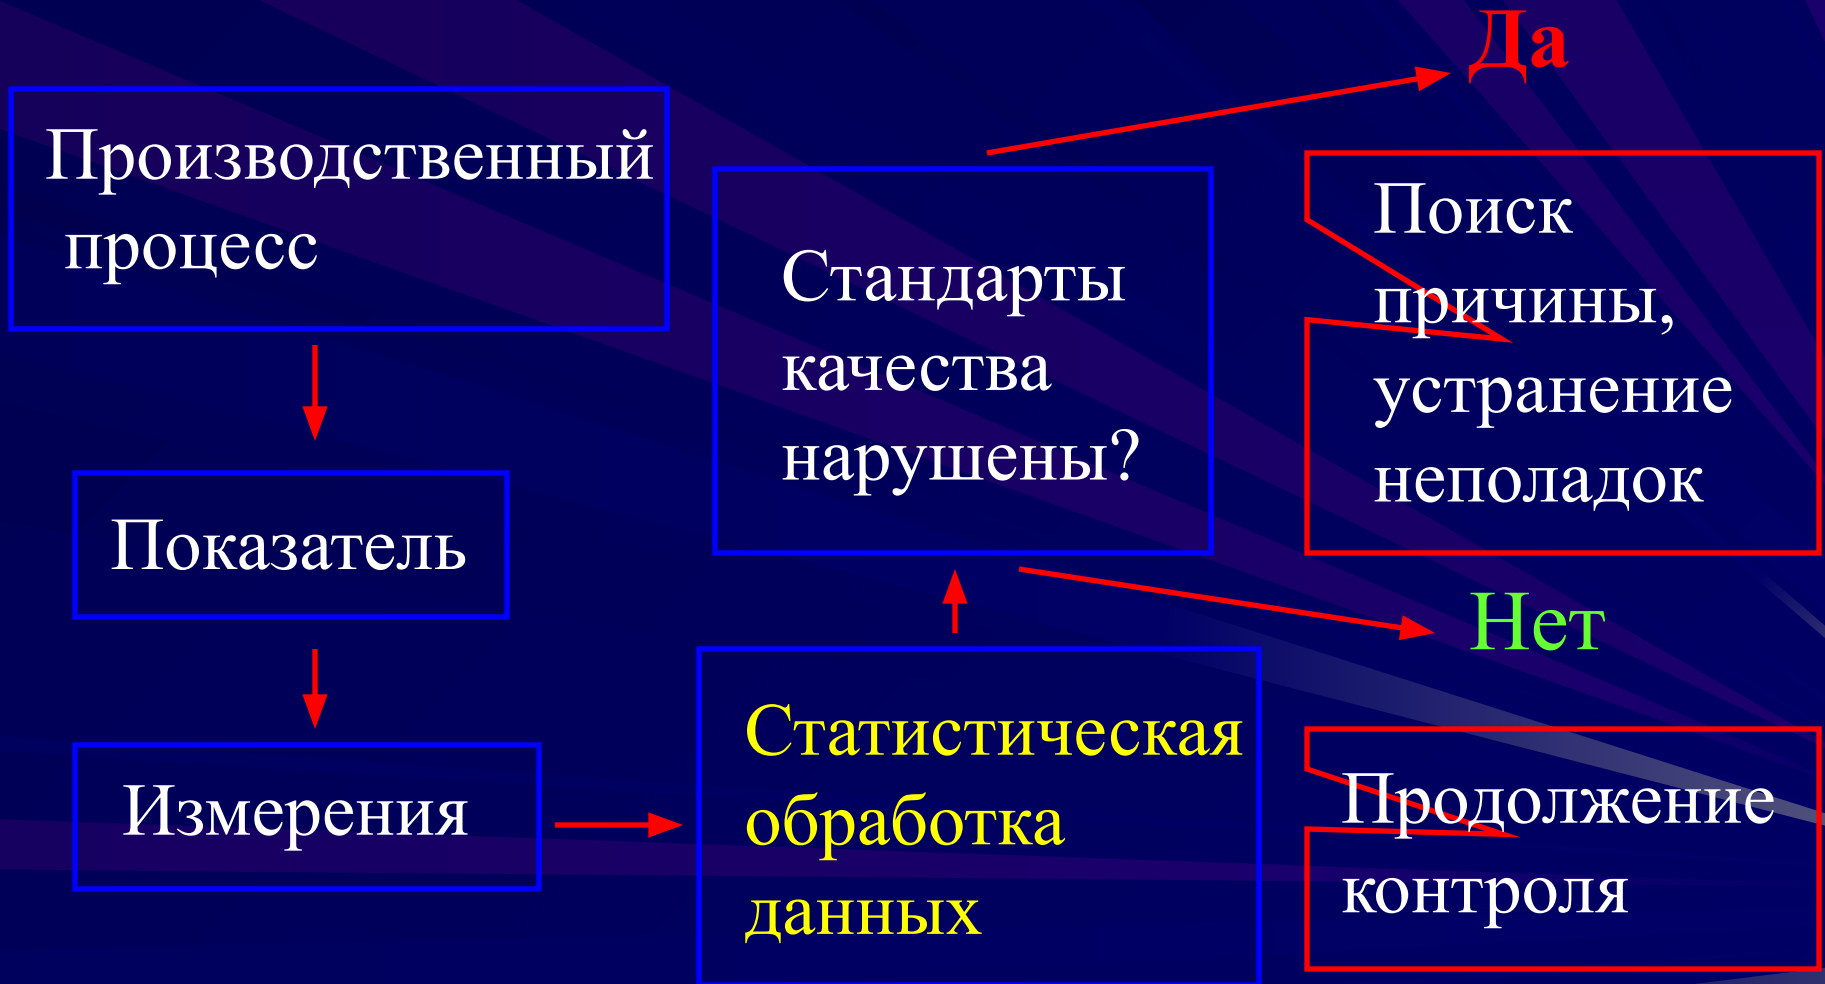 Производственный
процесс
Показатель
Измерения
Статистическая
обработка
данных
Стандарты
качества
нарушены?
Да
Поиск
причины,
устранение
неполадок
Нет
Продолжение
контроля